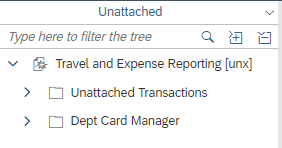 Unattached
Type here to filter the tree
Travel and Expense Reporting [unx]
Unattached Transactions
Dept Card Manager